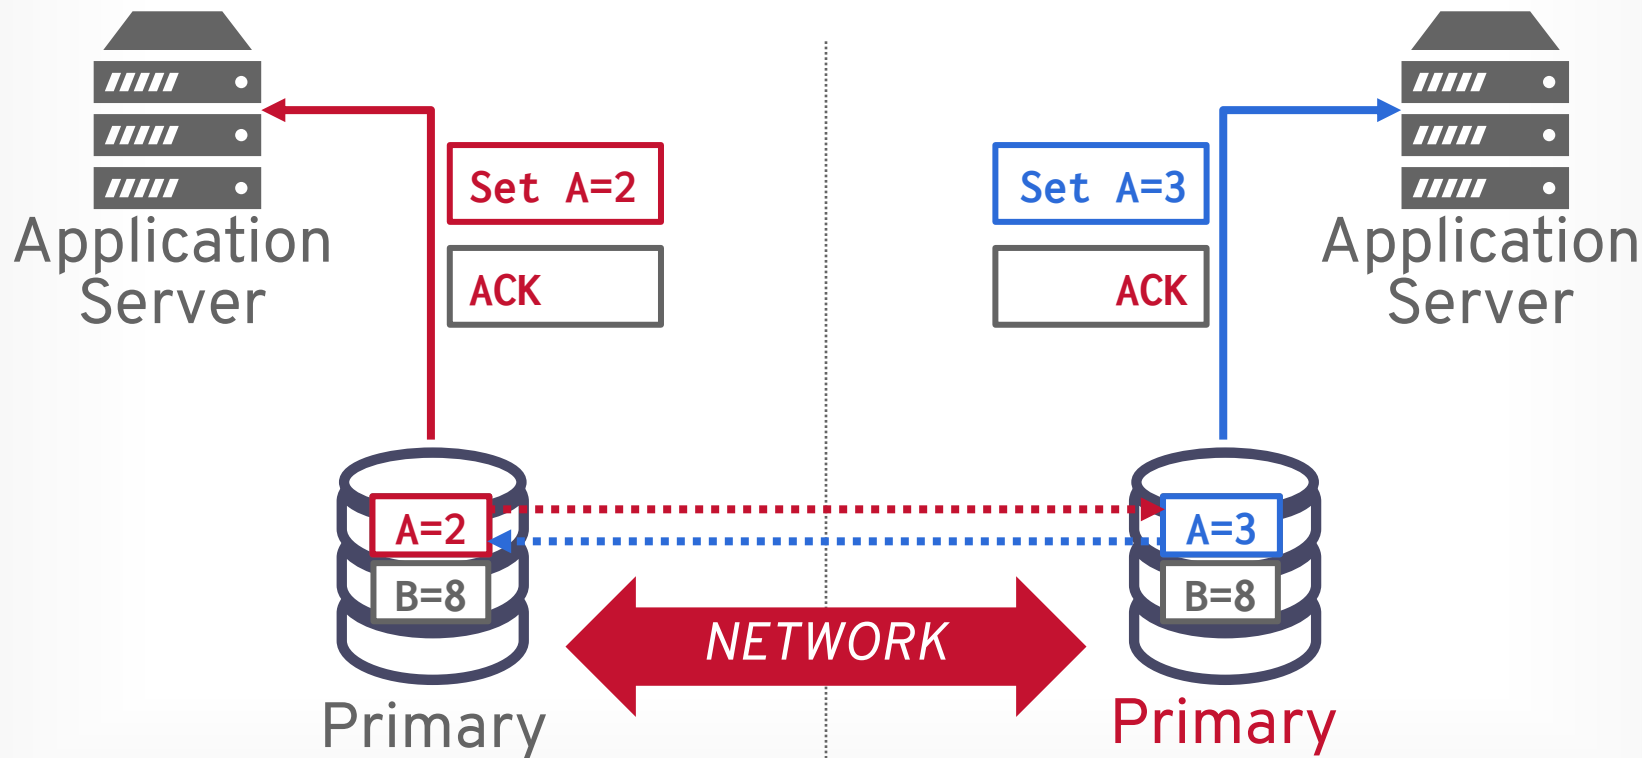 Set A=2
ACK
Set A=3
ACK
Application
Server
Application
Server
A=2
B=8
A=3
B=8
NETWORK
Primary
Primary